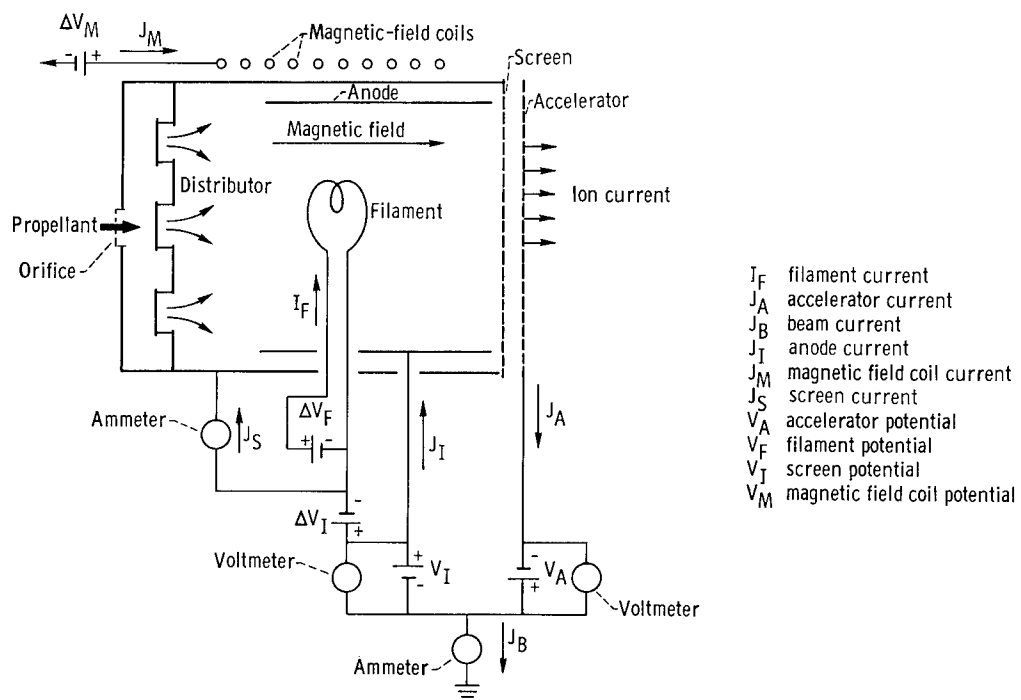 ΔV_M
J_M
- +
Magnetic-field coils
Screen
Anode
Accelerator
Magnetic field
Distributor
Filament
Ion current
Propellant
Orifice
I_F
Ammeter
J_S
ΔV_F
+ -
J_I
J_A
-
ΔV_I
+
Voltmeter
+
V_I
-
-
V_A
+
Voltmeter
J_B
Ammeter
I_F filament current
J_A accelerator current
J_B beam current
J_I anode current
J_M magnetic field coil current
J_S screen current
V_A accelerator potential
V_F filament potential
V_I screen potential
V_M magnetic field coil potential